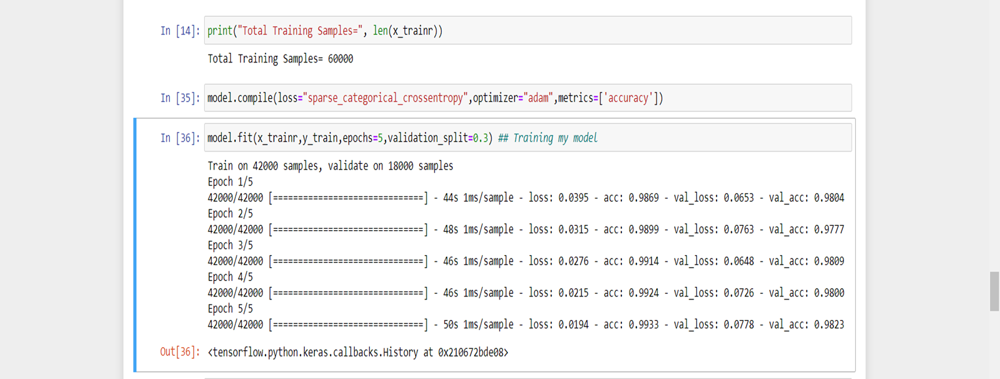 In [14]: print("Total Training Samples=", len(x_trainr))
Total Training Samples= 60000
In [35]: model.compile(loss="sparse_categorical_crossentropy",optimizer="adam",metrics=['accuracy'])
In [36]: model.fit(x_trainr,y_train,epochs=5,validation_split=0.3) ## Training my model
Train on 42000 samples, validate on 18000 samples
Epoch 1/5
42000/42000 [==============================] - 44s 1ms/sample - loss: 0.0395 - acc: 0.9869 - val_loss: 0.0653 - val_acc: 0.9804
Epoch 2/5
42000/42000 [==============================] - 48s 1ms/sample - loss: 0.0315 - acc: 0.9899 - val_loss: 0.0763 - val_acc: 0.9777
Epoch 3/5
42000/42000 [==============================] - 46s 1ms/sample - loss: 0.0276 - acc: 0.9914 - val_loss: 0.0648 - val_acc: 0.9809
Epoch 4/5
42000/42000 [==============================] - 46s 1ms/sample - loss: 0.0215 - acc: 0.9924 - val_loss: 0.0726 - val_acc: 0.9800
Epoch 5/5
42000/42000 [==============================] - 50s 1ms/sample - loss: 0.0194 - acc: 0.9933 - val_loss: 0.0778 - val_acc: 0.9823
Out[36]: <tensorflow.python.keras.callbacks.History at 0x210672bde08>